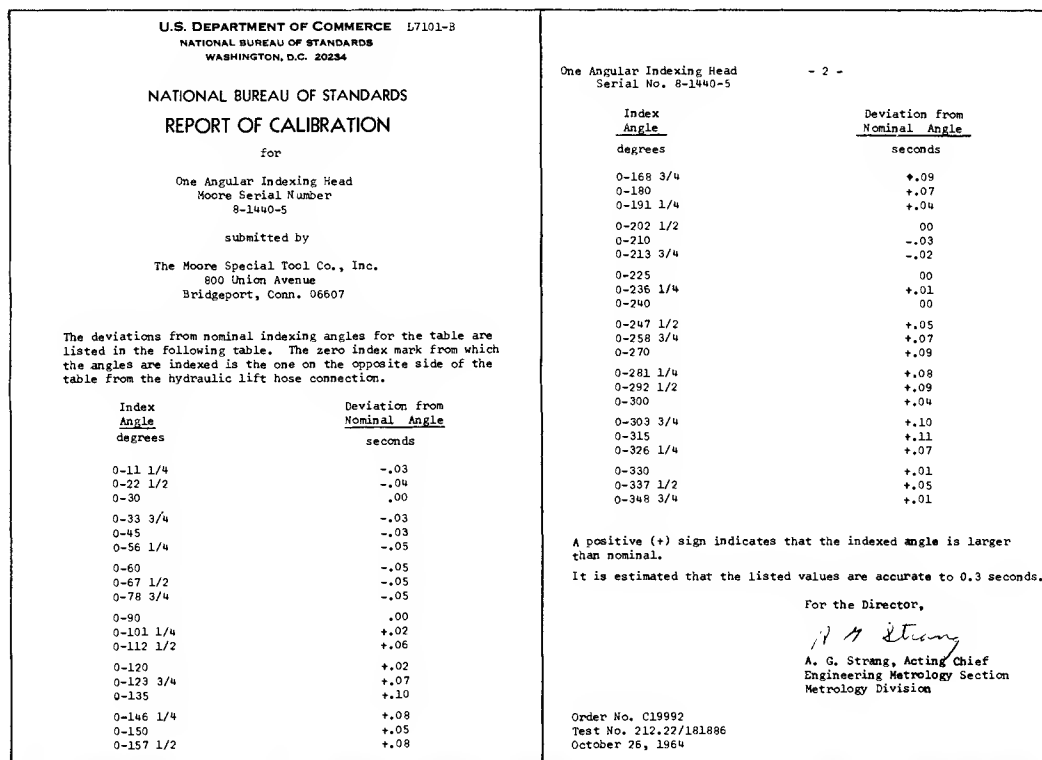 U.S. DEPARTMENT OF COMMERCE L7101-B
NATIONAL BUREAU OF STANDARDS
WASHINGTON, D.C. 20234
NATIONAL BUREAU OF STANDARDS
REPORT OF CALIBRATION
for
One Angular Indexing Head
Moore Serial Number
8-1440-5
submitted by
The Moore Special Tool Co., Inc.
800 Union Avenue
Bridgeport, Conn. 06607
The deviations from nominal indexing angles for the table are
listed in the following table. The zero index mark from which
the angles are indexed is the one on the opposite side of the
table from the hydraulic lift hose connection.
Index Deviation from
Angle Nominal Angle
degrees seconds
0-11 1/4 -.03
0-22 1/2 -.04
0-30 .00
0-33 3/4 -.03
0-45 -.03
0-56 1/4 -.05
0-60 -.05
0-67 1/2 -.05
0-78 3/4 -.05
0-90 .00
0-101 1/4 +.02
0-112 1/2 +.06
0-120 +.02
0-123 3/4 +.07
0-135 +.10
0-146 1/4 +.08
0-150 +.05
0-157 1/2 +.08
One Angular Indexing Head - 2 -
Serial No. 8-1440-5
Index Deviation from
Angle Nominal Angle
degrees seconds
0-168 3/4 +.09
0-180 +.07
0-191 1/4 +.04
0-202 1/2 00
0-210 -.03
0-213 3/4 -.02
0-225 00
0-236 1/4 +.01
0-240 00
0-247 1/2 +.05
0-258 3/4 +.07
0-270 +.09
0-281 1/4 +.08
0-292 1/2 +.09
0-300 +.04
0-303 3/4 +.10
0-315 +.11
0-326 1/4 +.07
0-330 +.01
0-337 1/2 +.05
0-348 3/4 +.01
A positive (+) sign indicates that the indexed angle is larger
than nominal.
It is estimated that the listed values are accurate to 0.3 seconds.
For the Director,
A G Strang
A. G. Strang, Acting Chief
Engineering Metrology Section
Metrology Division
Order No. C19992
Test No. 212.22/181886
October 26, 1964